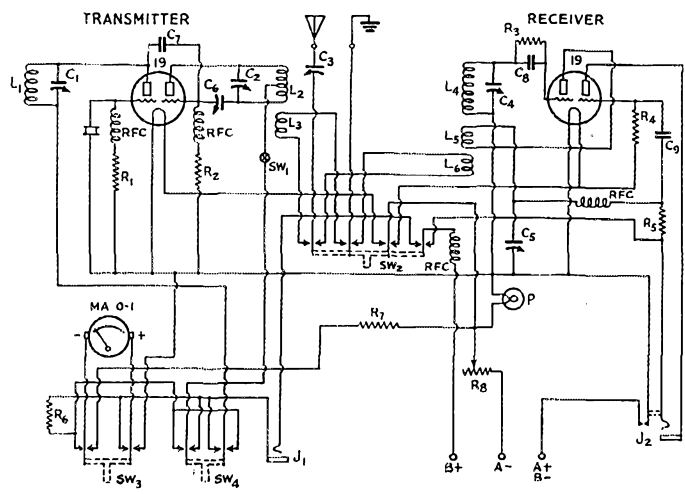 TRANSMITTER
RECEIVER
C7
19
L1
C1
C6
C2
L2
C3
R3
C8
19
L4
C4
R4
L3
L5
C9
RFC
RFC
SW1
L6
R1
R2
RFC
R5
C5
SW2
RFC
MA 0-1
- +
P
R7
R8
R6
J1
J2
SW3
SW4
B+
A-
A+
B-